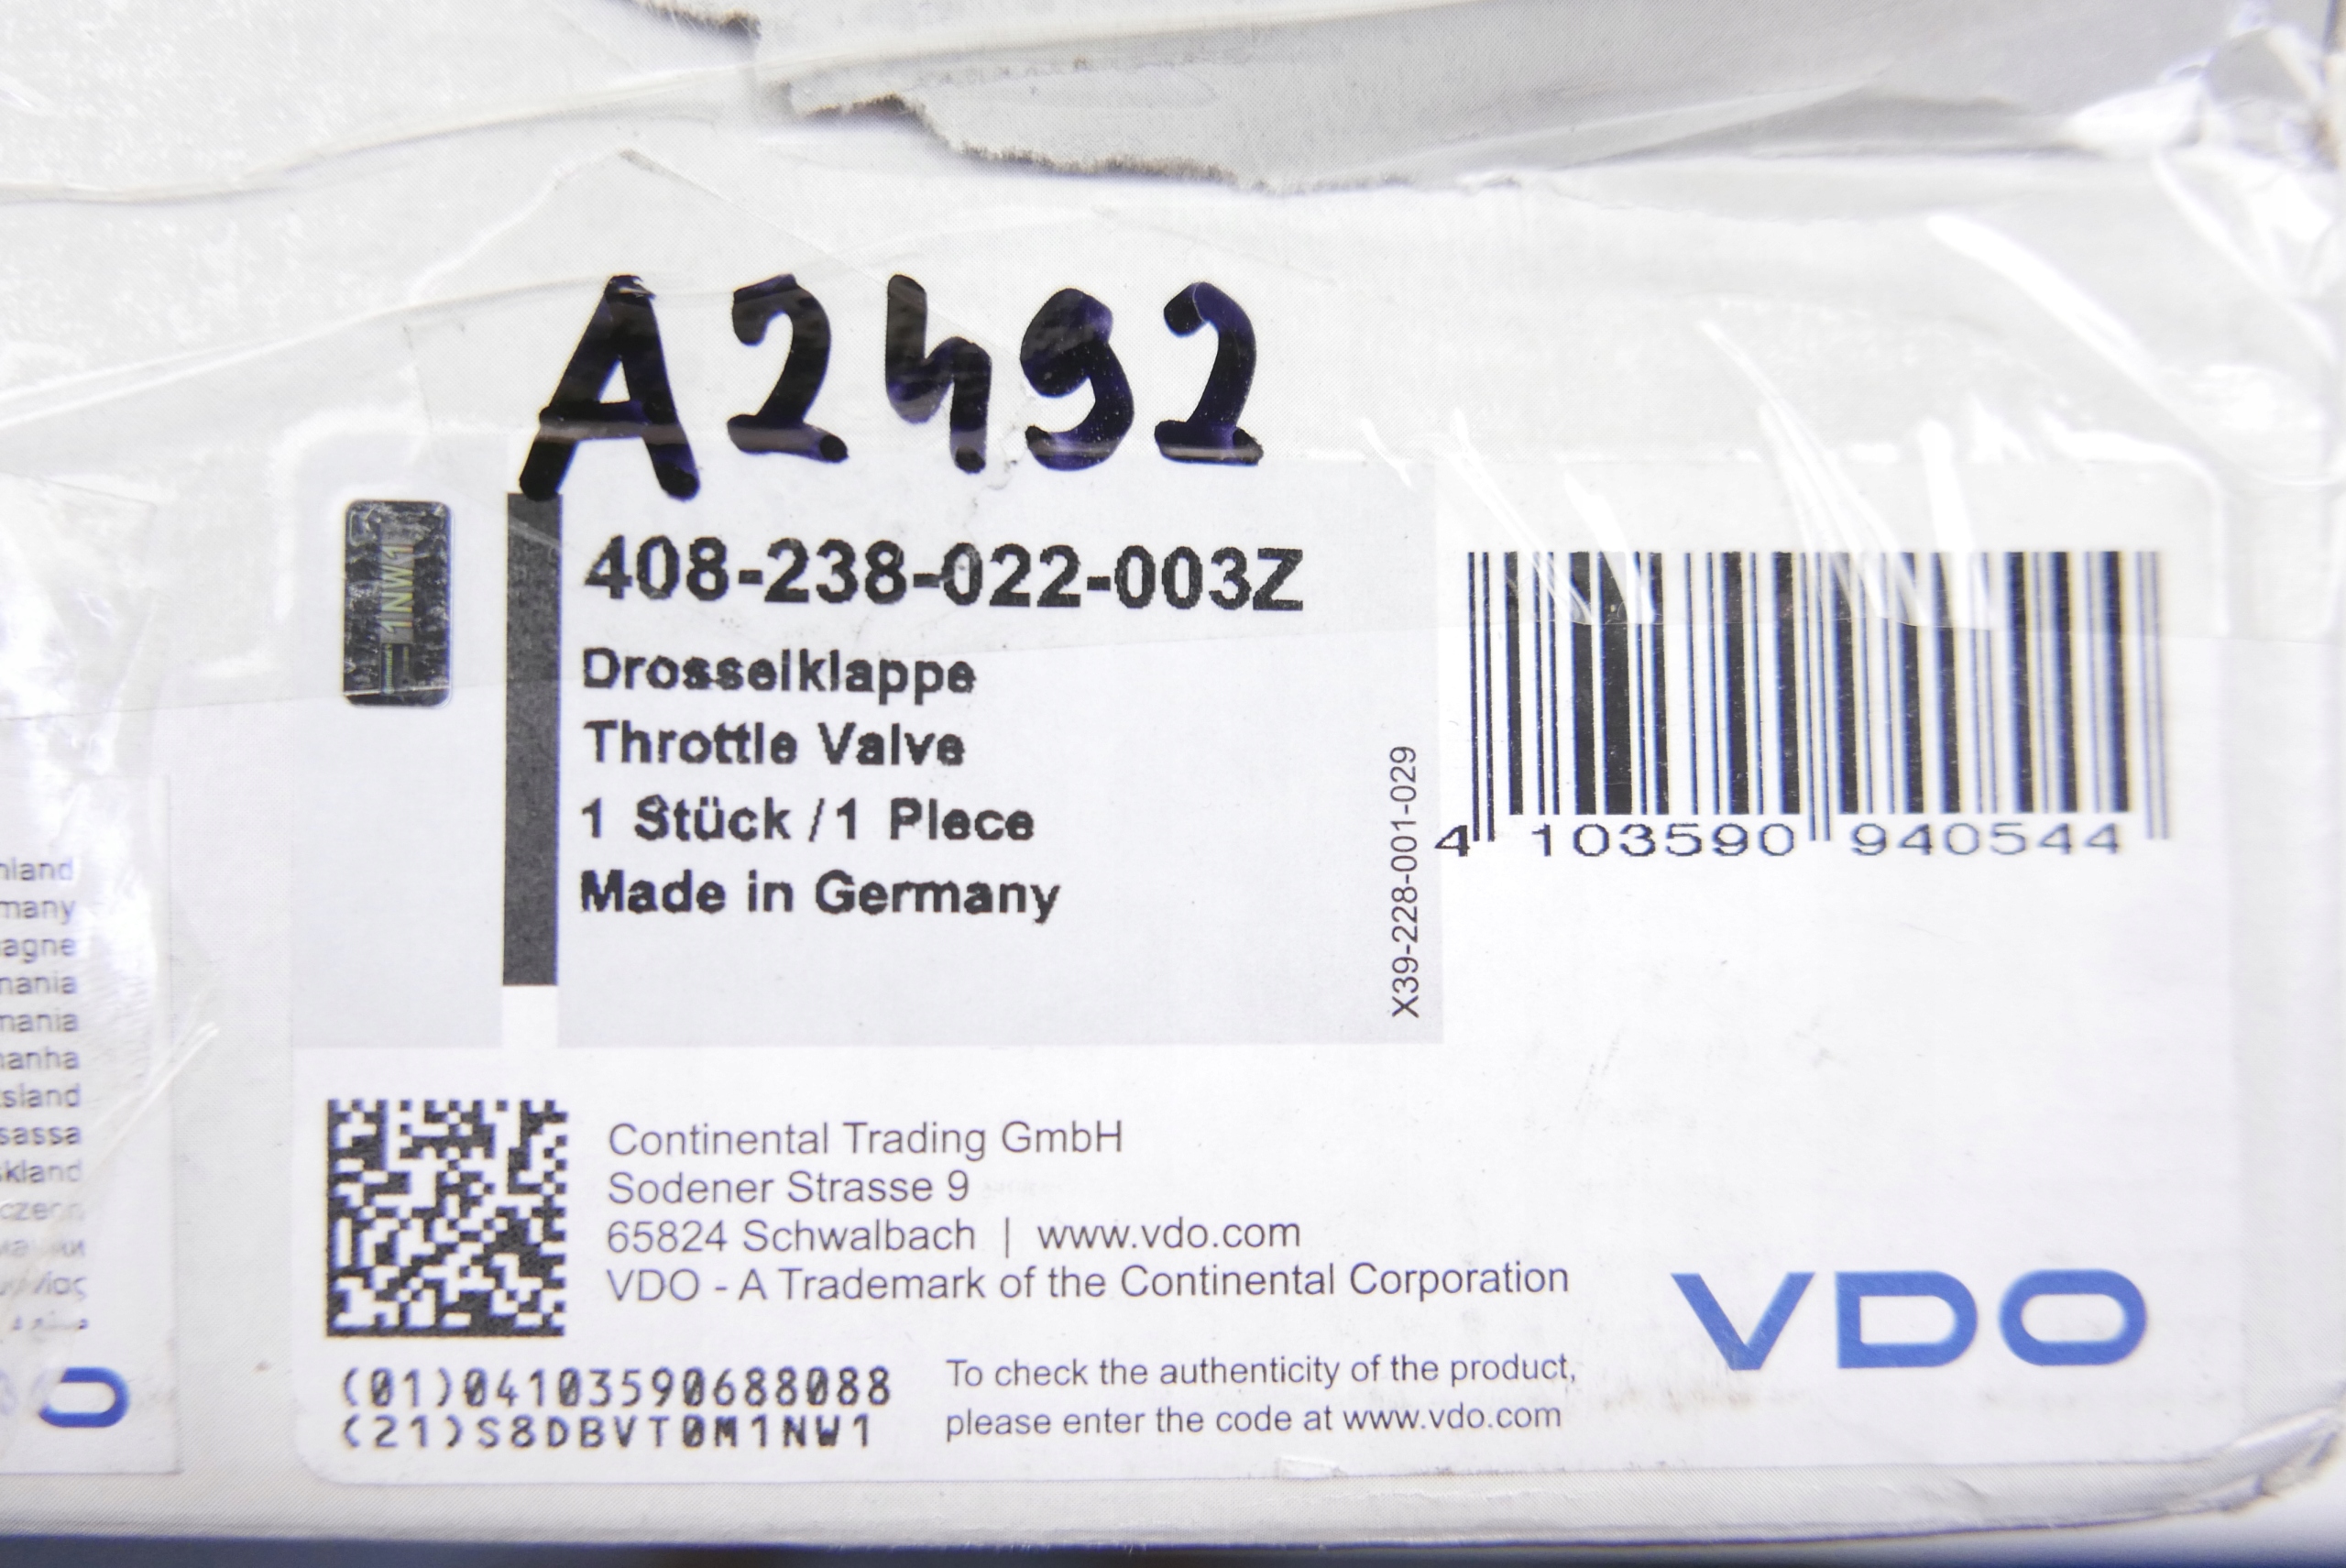 A2492
1NW1
408-238-022-003Z
Drosselklappe
Throttle Valve
1 Stück / 1 Piece
Made in Germany
X39-228-001-029
4 103590 940544
Continental Trading GmbH
Sodener Strasse 9
65824 Schwalbach | www.vdo.com
VDO - A Trademark of the Continental Corporation
VDO
(01)04103590688088
(21)S8DBVT0M1NW1
To check the authenticity of the product,
please enter the code at www.vdo.com